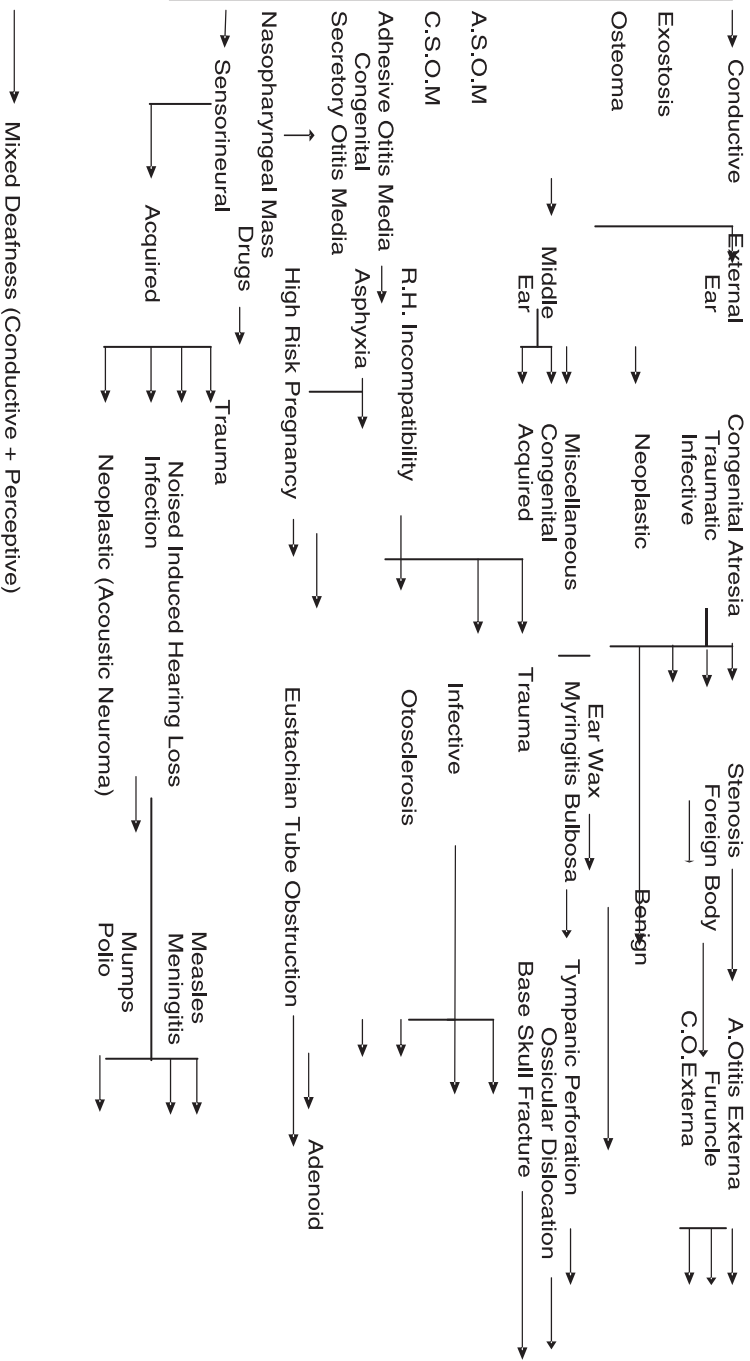 Conductive
Exostosis
Osteoma
A.S.O.M
C.S.O.M
Adhesive Otitis Media
Congenital
Secretory Otitis Media
Nasopharyngeal Mass
Sensorineural
Drugs
Acquired
Mixed Deafness (Conductive + Perceptive)
External
Ear
Middle
Ear
R.H. Incompatibility
Asphyxia
High Risk Pregnancy
Trauma
Noised Induced Hearing Loss
Infection
Neoplastic (Acoustic Neuroma)
Congenital Atresia
Traumatic
Infective
Neoplastic
Miscellaneous
Congenital
Acquired
Ear Wax
Myringitis Bulbosa
Trauma
Infective
Otosclerosis
Eustachian Tube Obstruction
Stenosis
Foreign Body
Benign
Measles
Meningitis
Mumps
Polio
A.Otitis Externa
Furuncle
C.O.Externa
Tympanic Perforation
Ossicular Dislocation
Base Skull Fracture
Adenoid